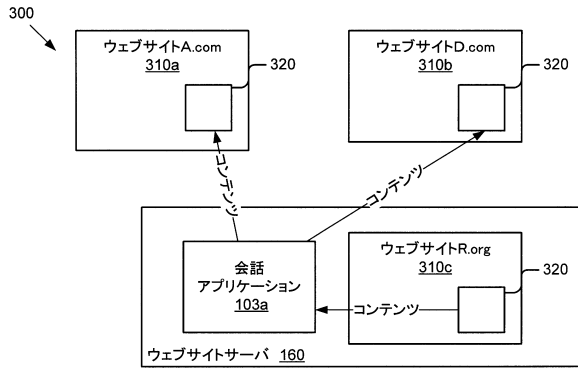 300
ウェブサイトA.com
310a
320
ウェブサイトD.com
310b
320
コンテンツ
コンテンツ
会話
アプリケーション
103a
ウェブサイトR.org
310c
320
コンテンツ
ウェブサイトサーバ 160